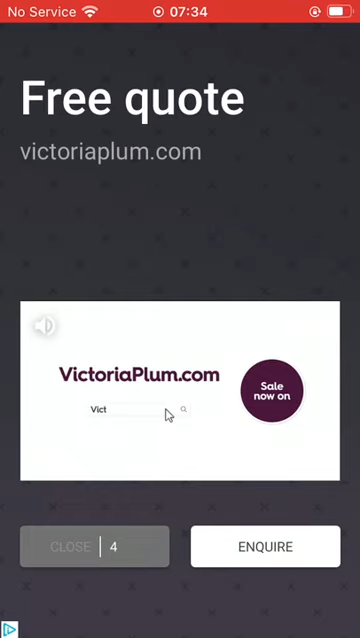 No Service 07:34
Free quote
victoriaplum.com
VictoriaPlum.com
Vict
Sale
now on
CLOSE 4
ENQUIRE